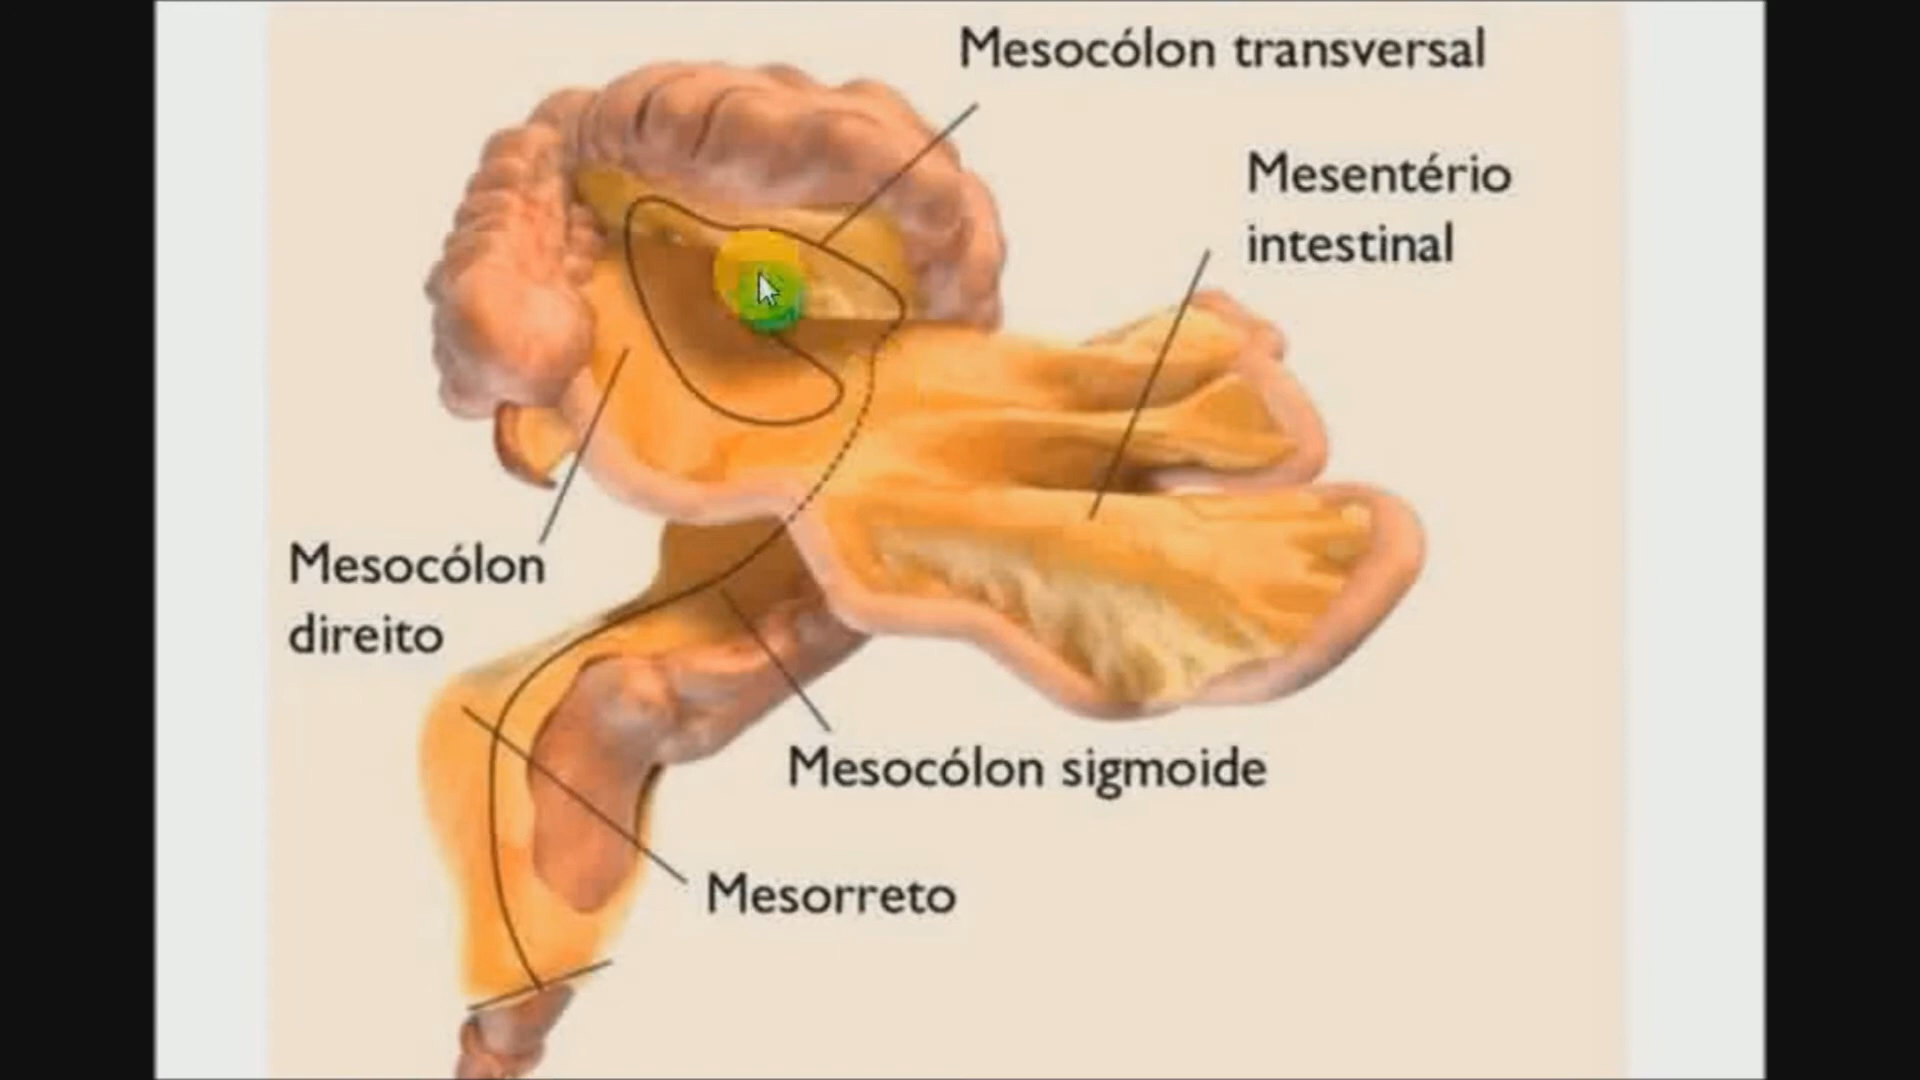 Mesocólon transversal
Mesentério
intestinal
Mesocólon
direito
Mesocólon sigmoide
Mesorreto